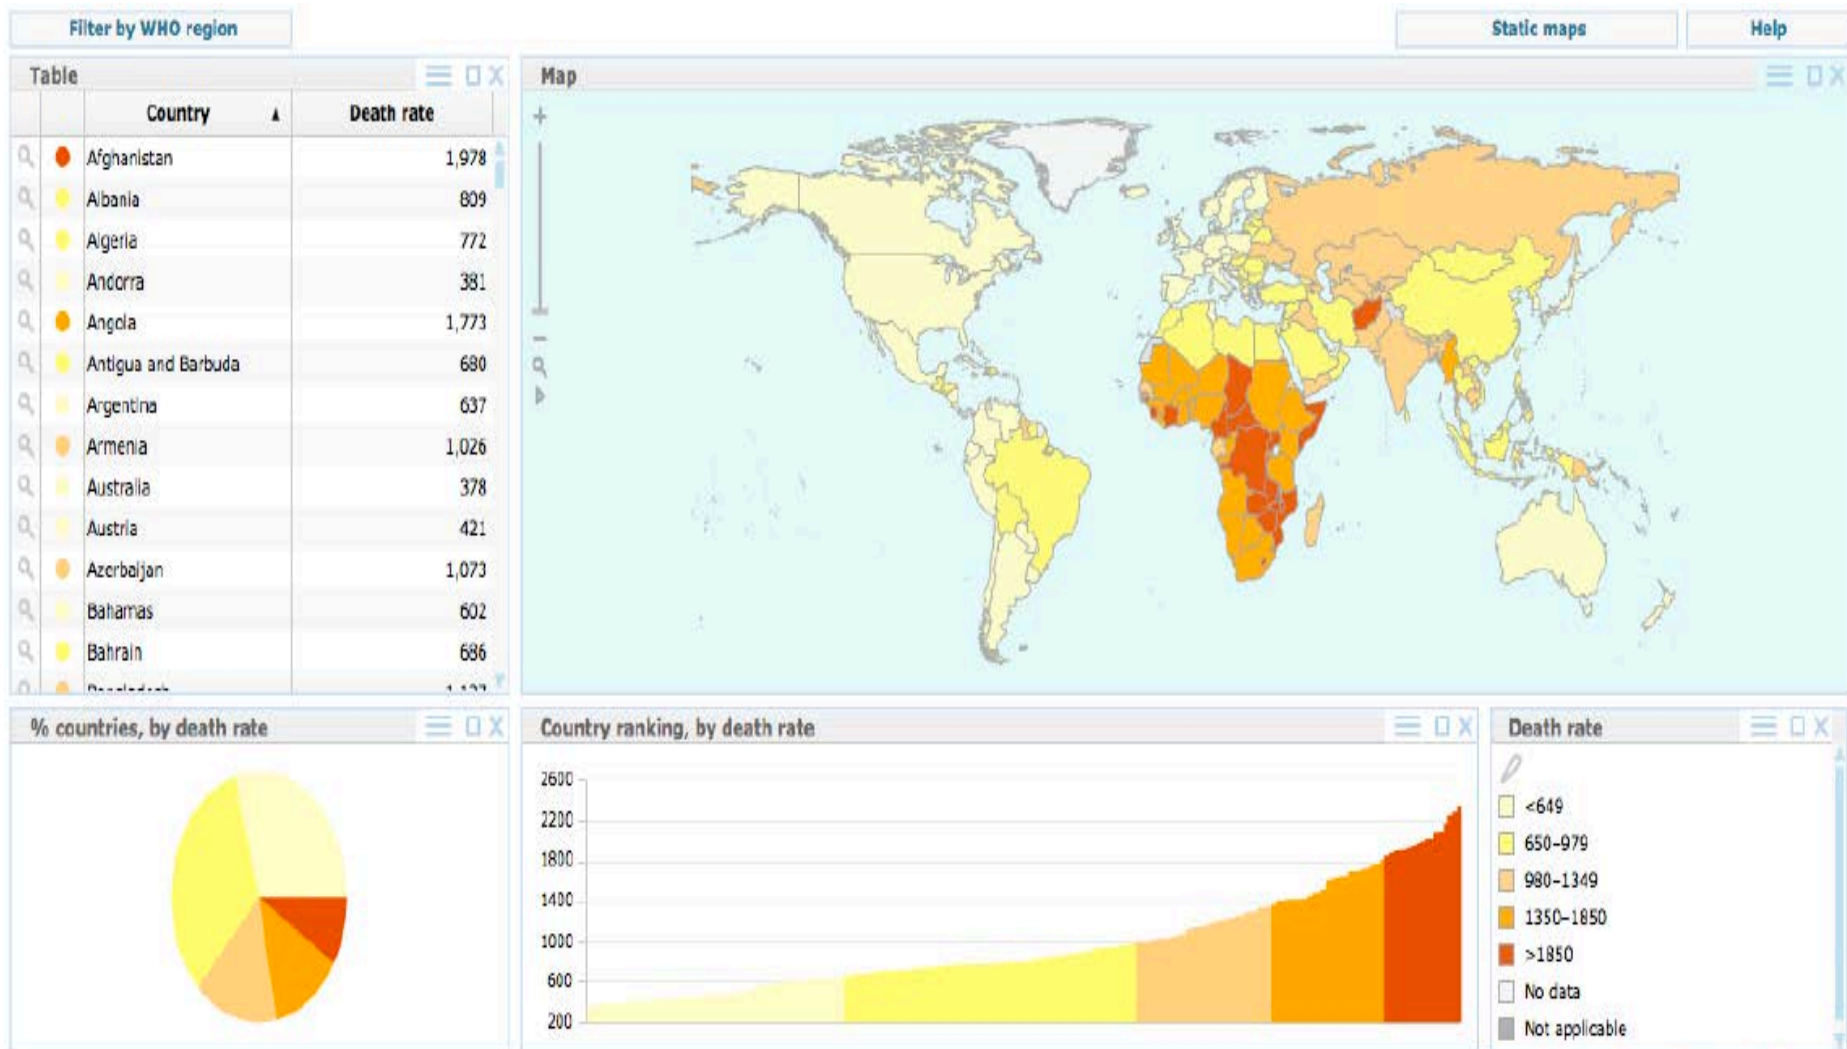 Filter by WHO region
Static maps
Help
Table
Country ▲ Death rate
Afghanistan 1,978
Albania 809
Algeria 772
Andorra 381
Angola 1,773
Antigua and Barbuda 680
Argentina 637
Armenia 1,026
Australia 378
Austria 421
Azerbaijan 1,073
Bahamas 602
Bahrain 686
Map
% countries, by death rate
Country ranking, by death rate
2600
2200
1800
1400
1000
600
200
Death rate
<649
650–979
980–1349
1350–1850
>1850
No data
Not applicable